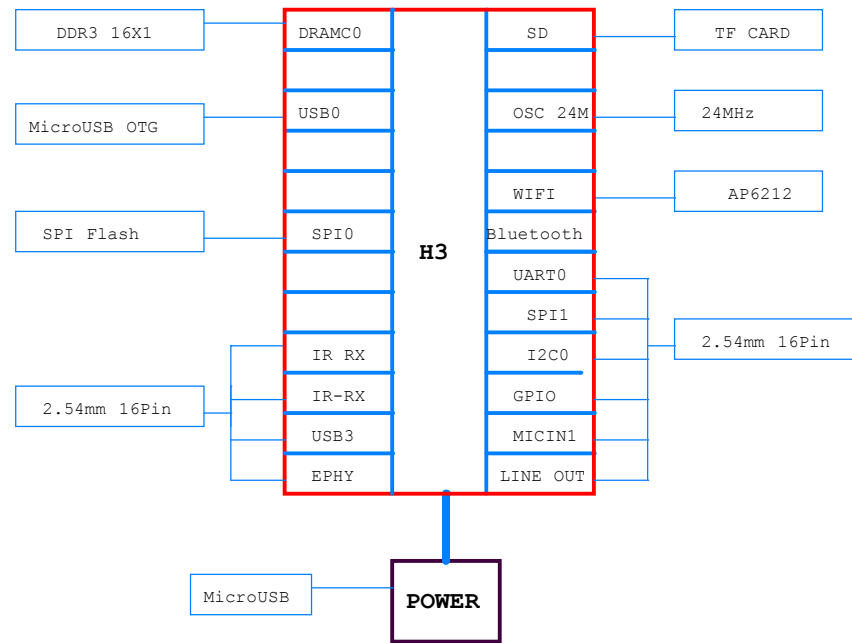 DDR3 16X1
DRAMC0
SD
TF CARD
MicroUSB OTG
USB0
OSC 24M
24MHz
WIFI
AP6212
SPI Flash
SPI0
H3
Bluetooth
UART0
SPI1
IR RX
I2C0
2.54mm 16Pin
2.54mm 16Pin
IR-RX
GPIO
USB3
MICIN1
EPHY
LINE OUT
MicroUSB
POWER